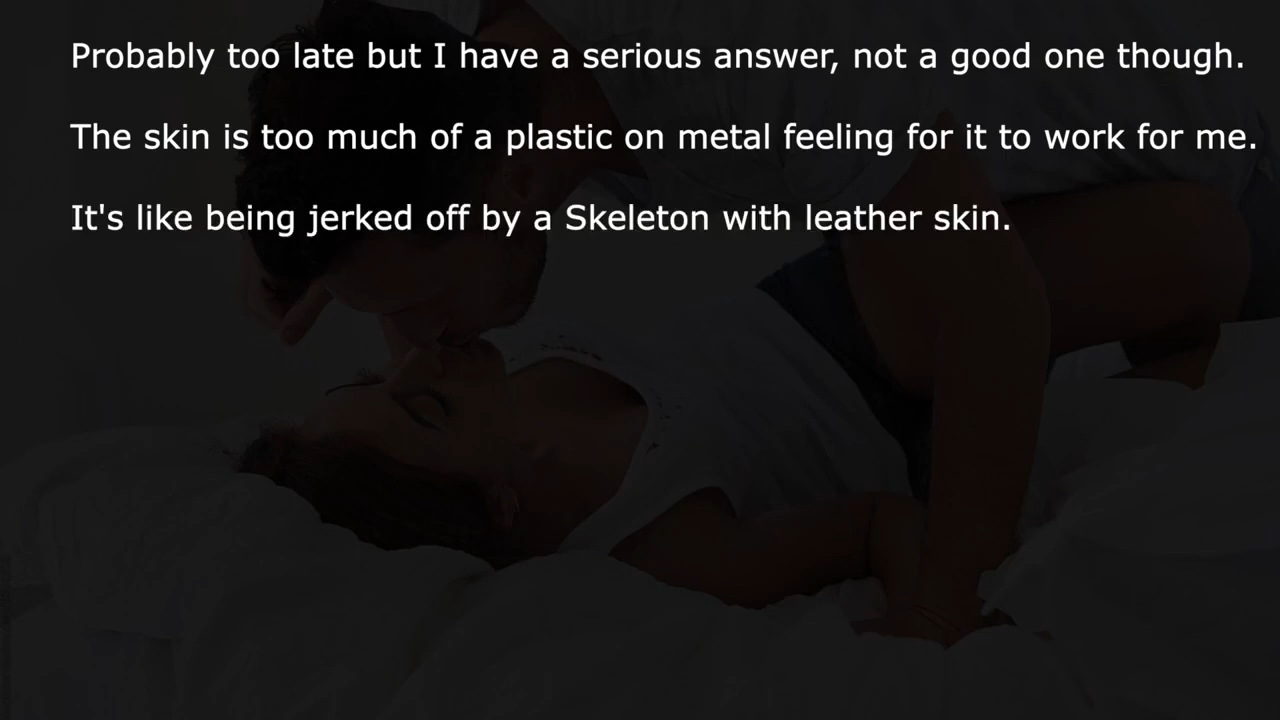 Probably too late but I have a serious answer, not a good one though.
The skin is too much of a plastic on metal feeling for it to work for me.
It's like being jerked off by a Skeleton with leather skin.